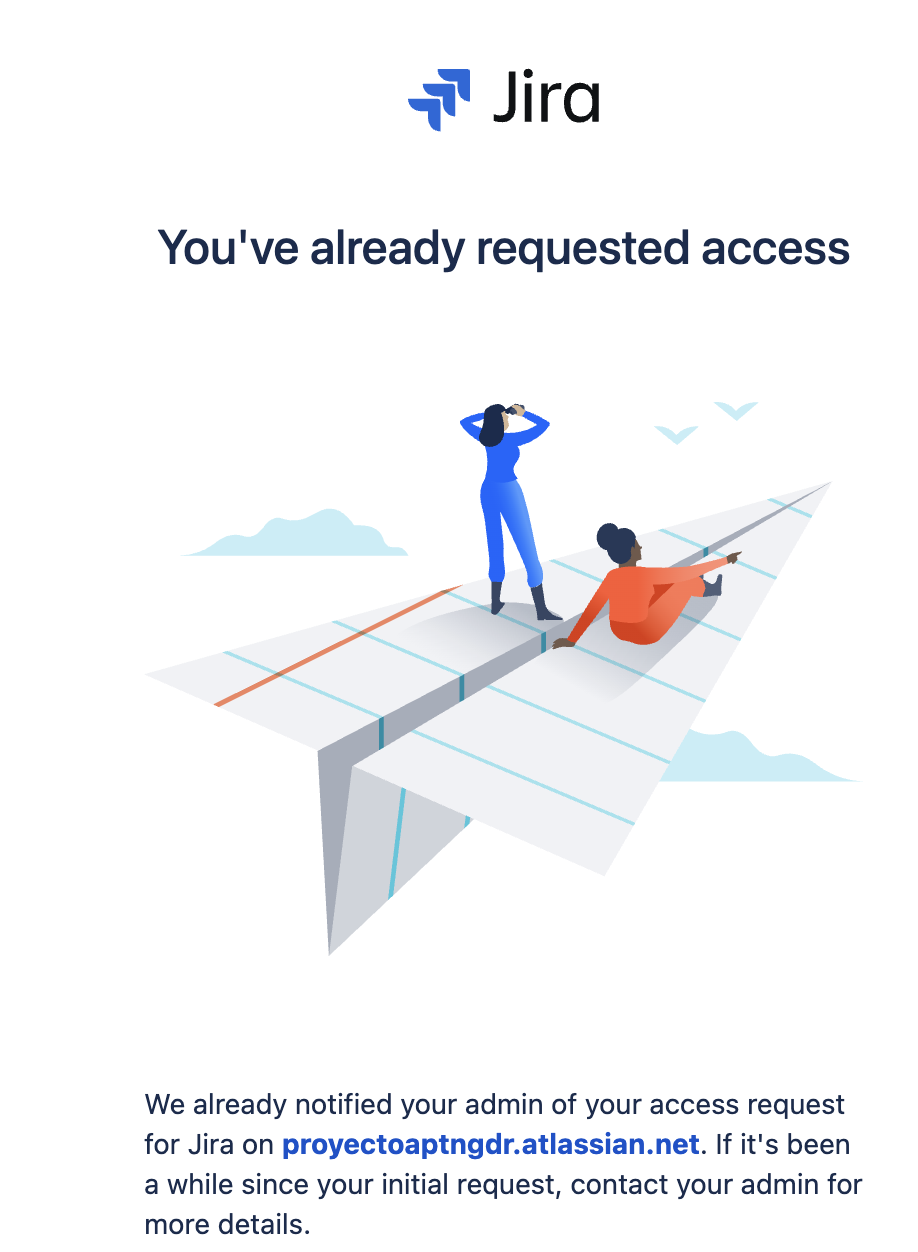 Jira
You've already requested access
We already notified your admin of your access request
for Jira on proyectoaptngdr.atlassian.net. If it's been
a while since your initial request, contact your admin for
more details.